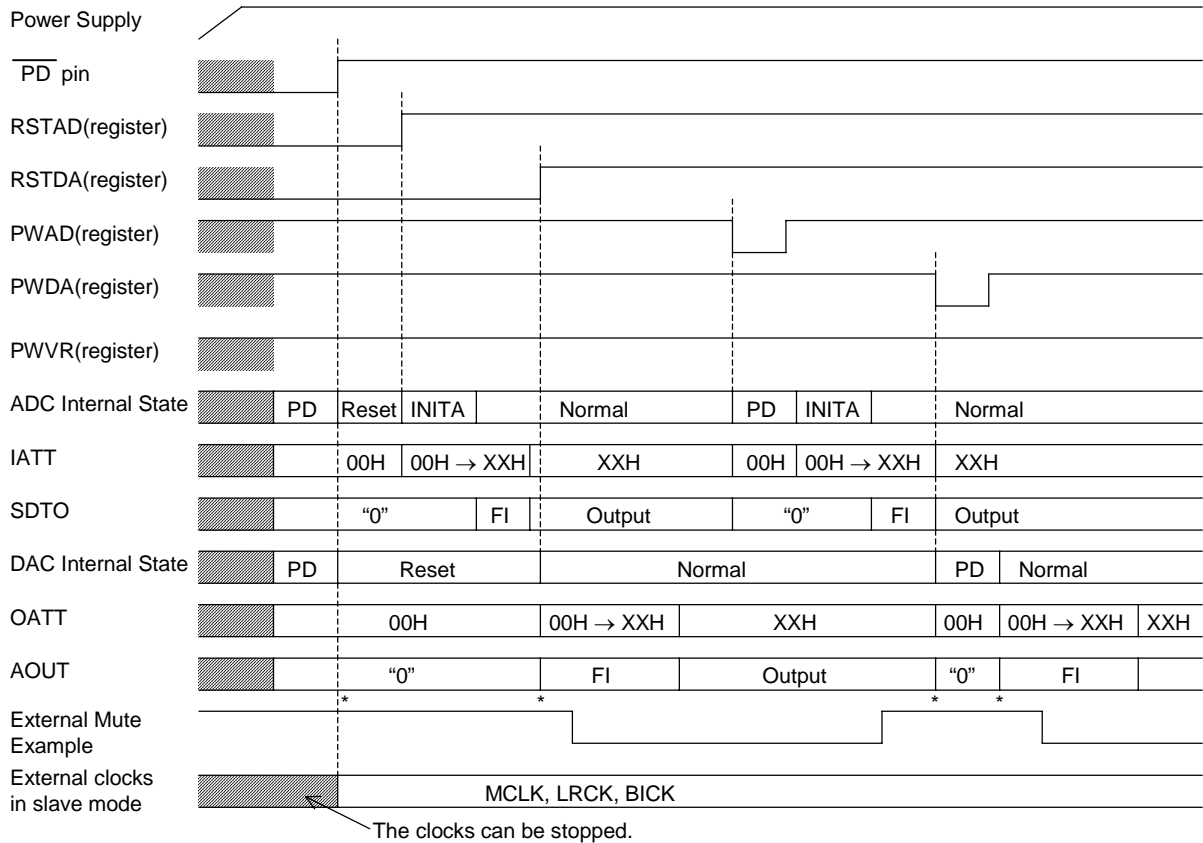 Power Supply
PD pin
RSTAD(register)
RSTDA(register)
PWAD(register)
PWDA(register)
PWVR(register)
ADC Internal State PD Reset INITA Normal PD INITA Normal
IATT 00H 00H → XXH XXH 00H 00H → XXH XXH
SDTO “0” FI Output “0” FI Output
DAC Internal State PD Reset Normal PD Normal
OATT 00H 00H → XXH XXH 00H 00H → XXH XXH
AOUT “0” FI Output “0” FI
* * * *
External Mute
Example
External clocks
in slave mode
MCLK, LRCK, BICK
The clocks can be stopped.